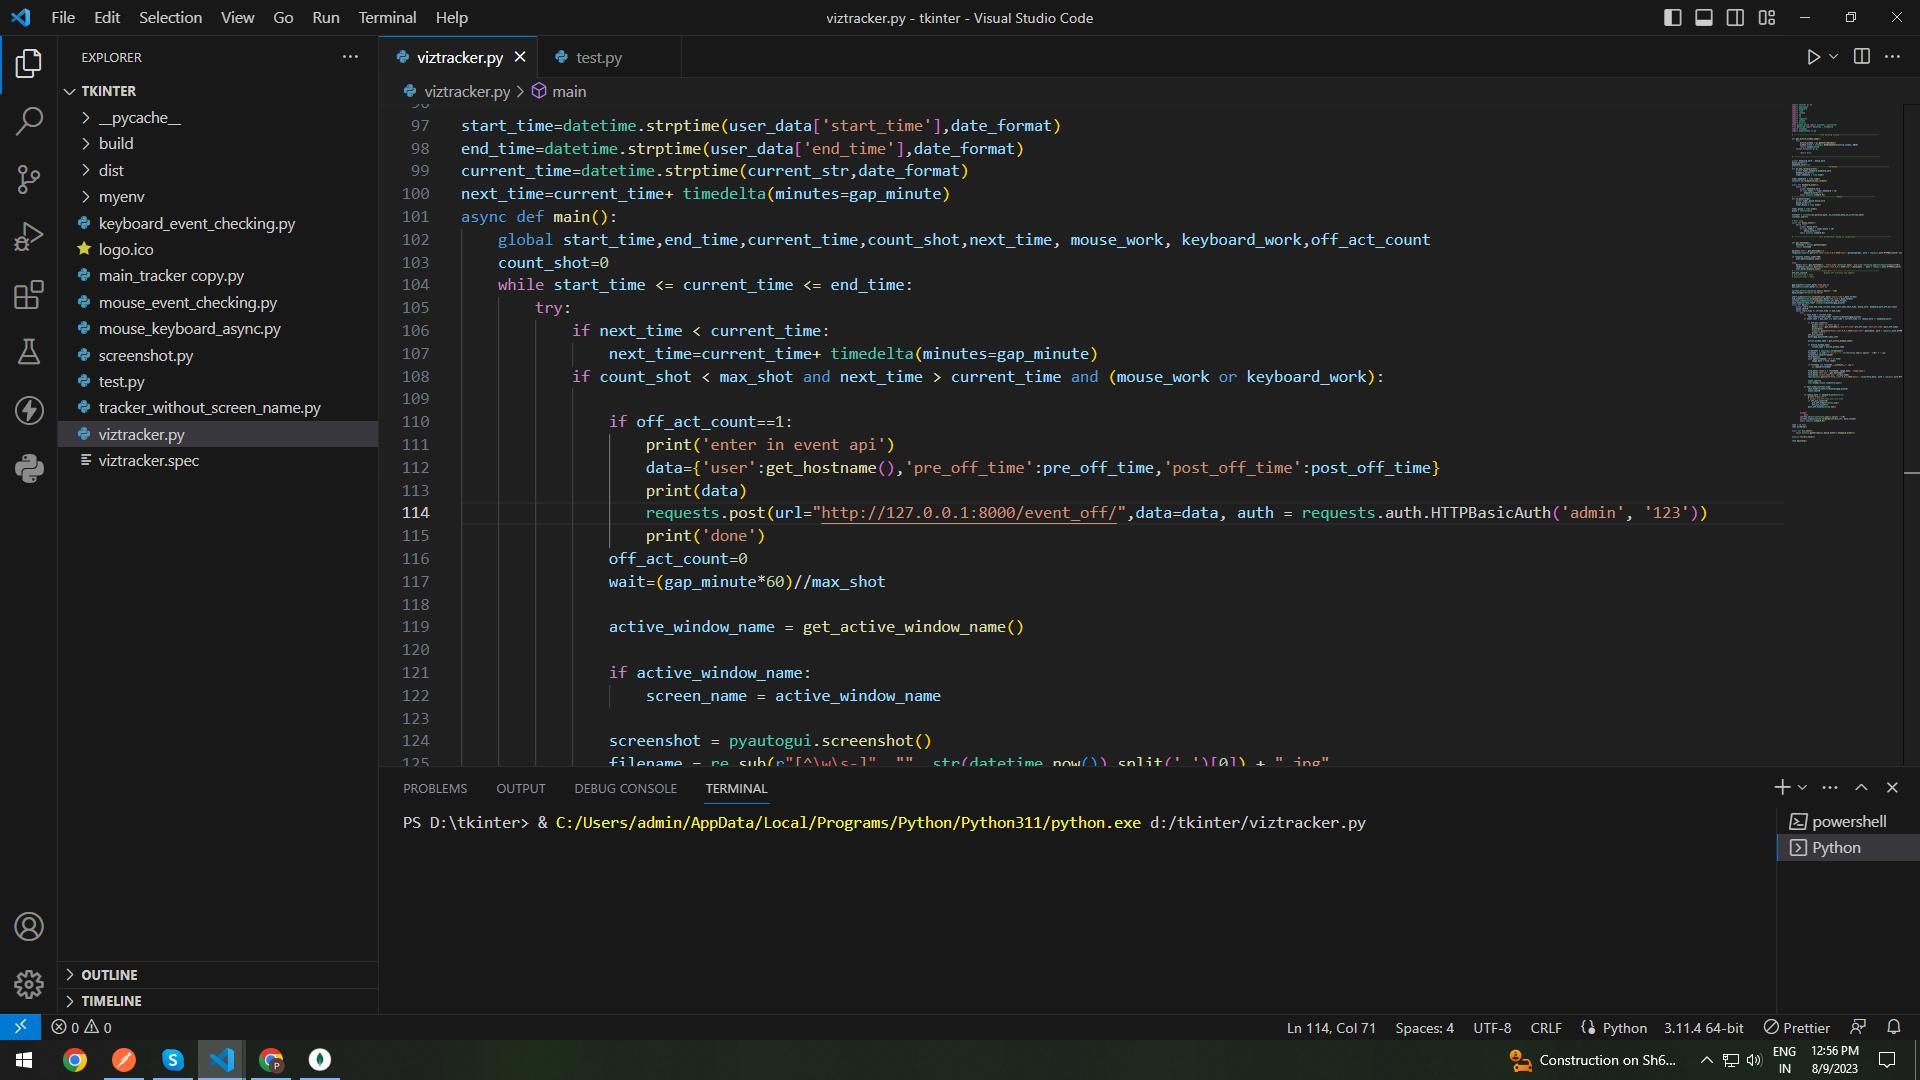 File Edit Selection View Go Run Terminal Help
viztracker.py - tkinter - Visual Studio Code
EXPLORER
TKINTER
__pycache__
build
dist
myenv
keyboard_event_checking.py
logo.ico
main_tracker copy.py
mouse_event_checking.py
mouse_keyboard_async.py
screenshot.py
test.py
tracker_without_screen_name.py
viztracker.py
viztracker.spec
OUTLINE
TIMELINE
viztracker.py test.py
viztracker.py > main
96
97 start_time=datetime.strptime(user_data['start_time'],date_format)
98 end_time=datetime.strptime(user_data['end_time'],date_format)
99 current_time=datetime.strptime(current_str,date_format)
100 next_time=current_time+ timedelta(minutes=gap_minute)
101 async def main():
102 global start_time,end_time,current_time,count_shot,next_time, mouse_work, keyboard_work,off_act_count
103 count_shot=0
104 while start_time <= current_time <= end_time:
105 try:
106 if next_time < current_time:
107 next_time=current_time+ timedelta(minutes=gap_minute)
108 if count_shot < max_shot and next_time > current_time and (mouse_work or keyboard_work):
109
110 if off_act_count==1:
111 print('enter in event api')
112 data={'user':get_hostname(),'pre_off_time':pre_off_time,'post_off_time':post_off_time}
113 print(data)
114 requests.post(url="http://127.0.0.1:8000/event_off/",data=data, auth = requests.auth.HTTPBasicAuth('admin', '123'))
115 print('done')
116 off_act_count=0
117 wait=(gap_minute*60)//max_shot
118
119 active_window_name = get_active_window_name()
120
121 if active_window_name:
122 screen_name = active_window_name
123
124 screenshot = pyautogui.screenshot()
125 filename = re.sub(r"[^\w\s-]", "", str(datetime.now()).split('.')[0]) + ".jpg"
PROBLEMS OUTPUT DEBUG CONSOLE TERMINAL
PS D:\tkinter> & C:/Users/admin/AppData/Local/Programs/Python/Python311/python.exe d:/tkinter/viztracker.py
powershell
Python
0 0
Ln 114, Col 71 Spaces: 4 UTF-8 CRLF Python 3.11.4 64-bit Prettier
Construction on Sh6...
ENG
IN
12:56 PM
8/9/2023